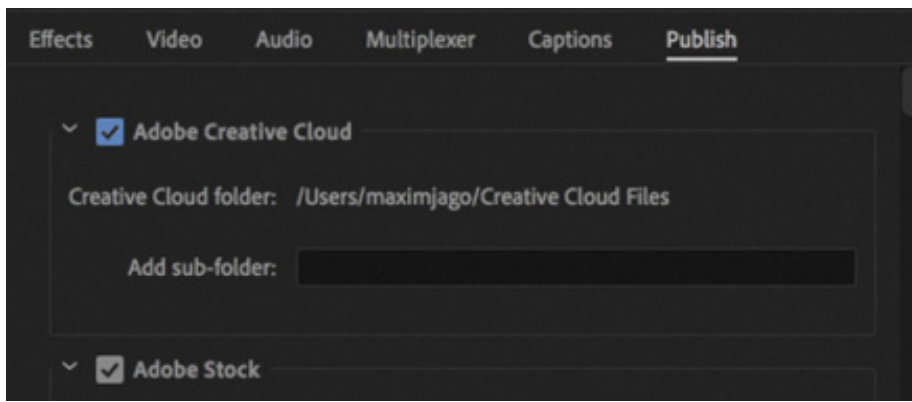 Effects Video Audio Multiplexer Captions Publish
Adobe Creative Cloud
Creative Cloud folder: /Users/maximjago/Creative Cloud Files
Add sub-folder:
Adobe Stock